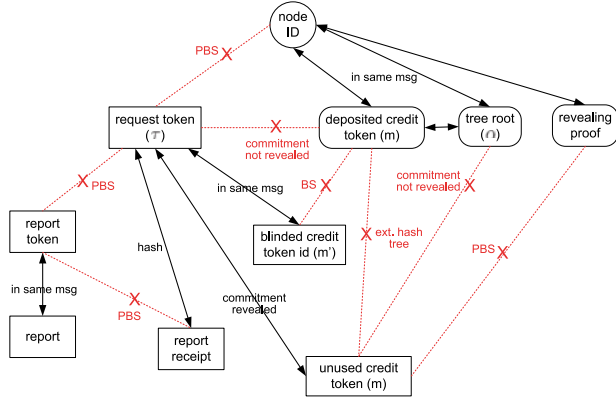 node
ID
PBS
in same msg
request token
(τ)
deposited credit
token (m)
tree root
(ᾳ)
revealing
proof
commitment
not revealed
commitment
not revealed
PBS
in same msg
BS
report
token
hash
blinded credit
token id (m')
ext. hash
tree
PBS
in same msg
commitment
revealed
PBS
report
report
receipt
unused credit
token (m)